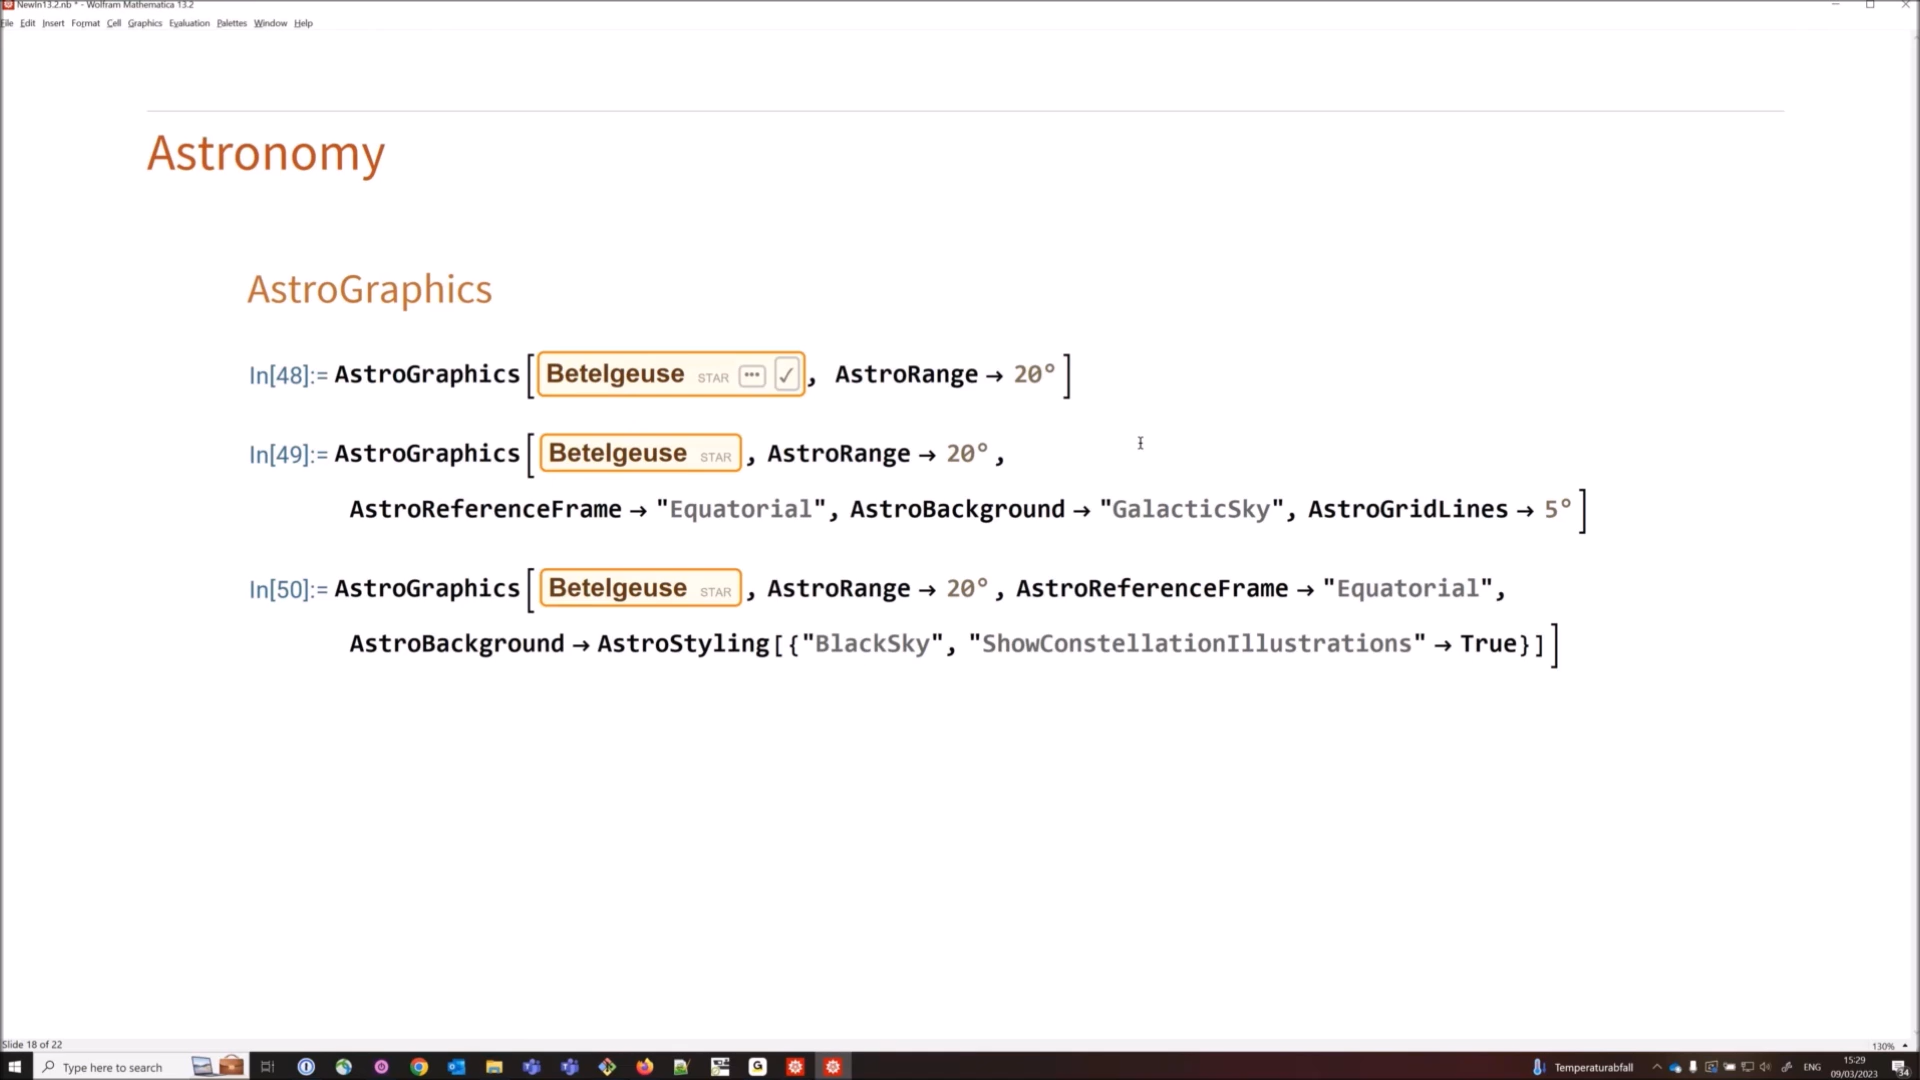 NewIn13.2.nb * - Wolfram Mathematica 13.2
File Edit Insert Format Cell Graphics Evaluation Palettes Window Help
Astronomy
AstroGraphics
In[48]:= AstroGraphics[Betelgeuse STAR ••• ✓, AstroRange → 20°]
In[49]:= AstroGraphics[Betelgeuse STAR, AstroRange → 20°,
AstroReferenceFrame → "Equatorial", AstroBackground → "GalacticSky", AstroGridLines → 5°]
In[50]:= AstroGraphics[Betelgeuse STAR, AstroRange → 20°, AstroReferenceFrame → "Equatorial",
AstroBackground → AstroStyling[{"BlackSky", "ShowConstellationIllustrations" → True}]]
Slide 18 of 22
130%
Type here to search
Temperaturabfall
ENG
15:29
09/03/2023
34